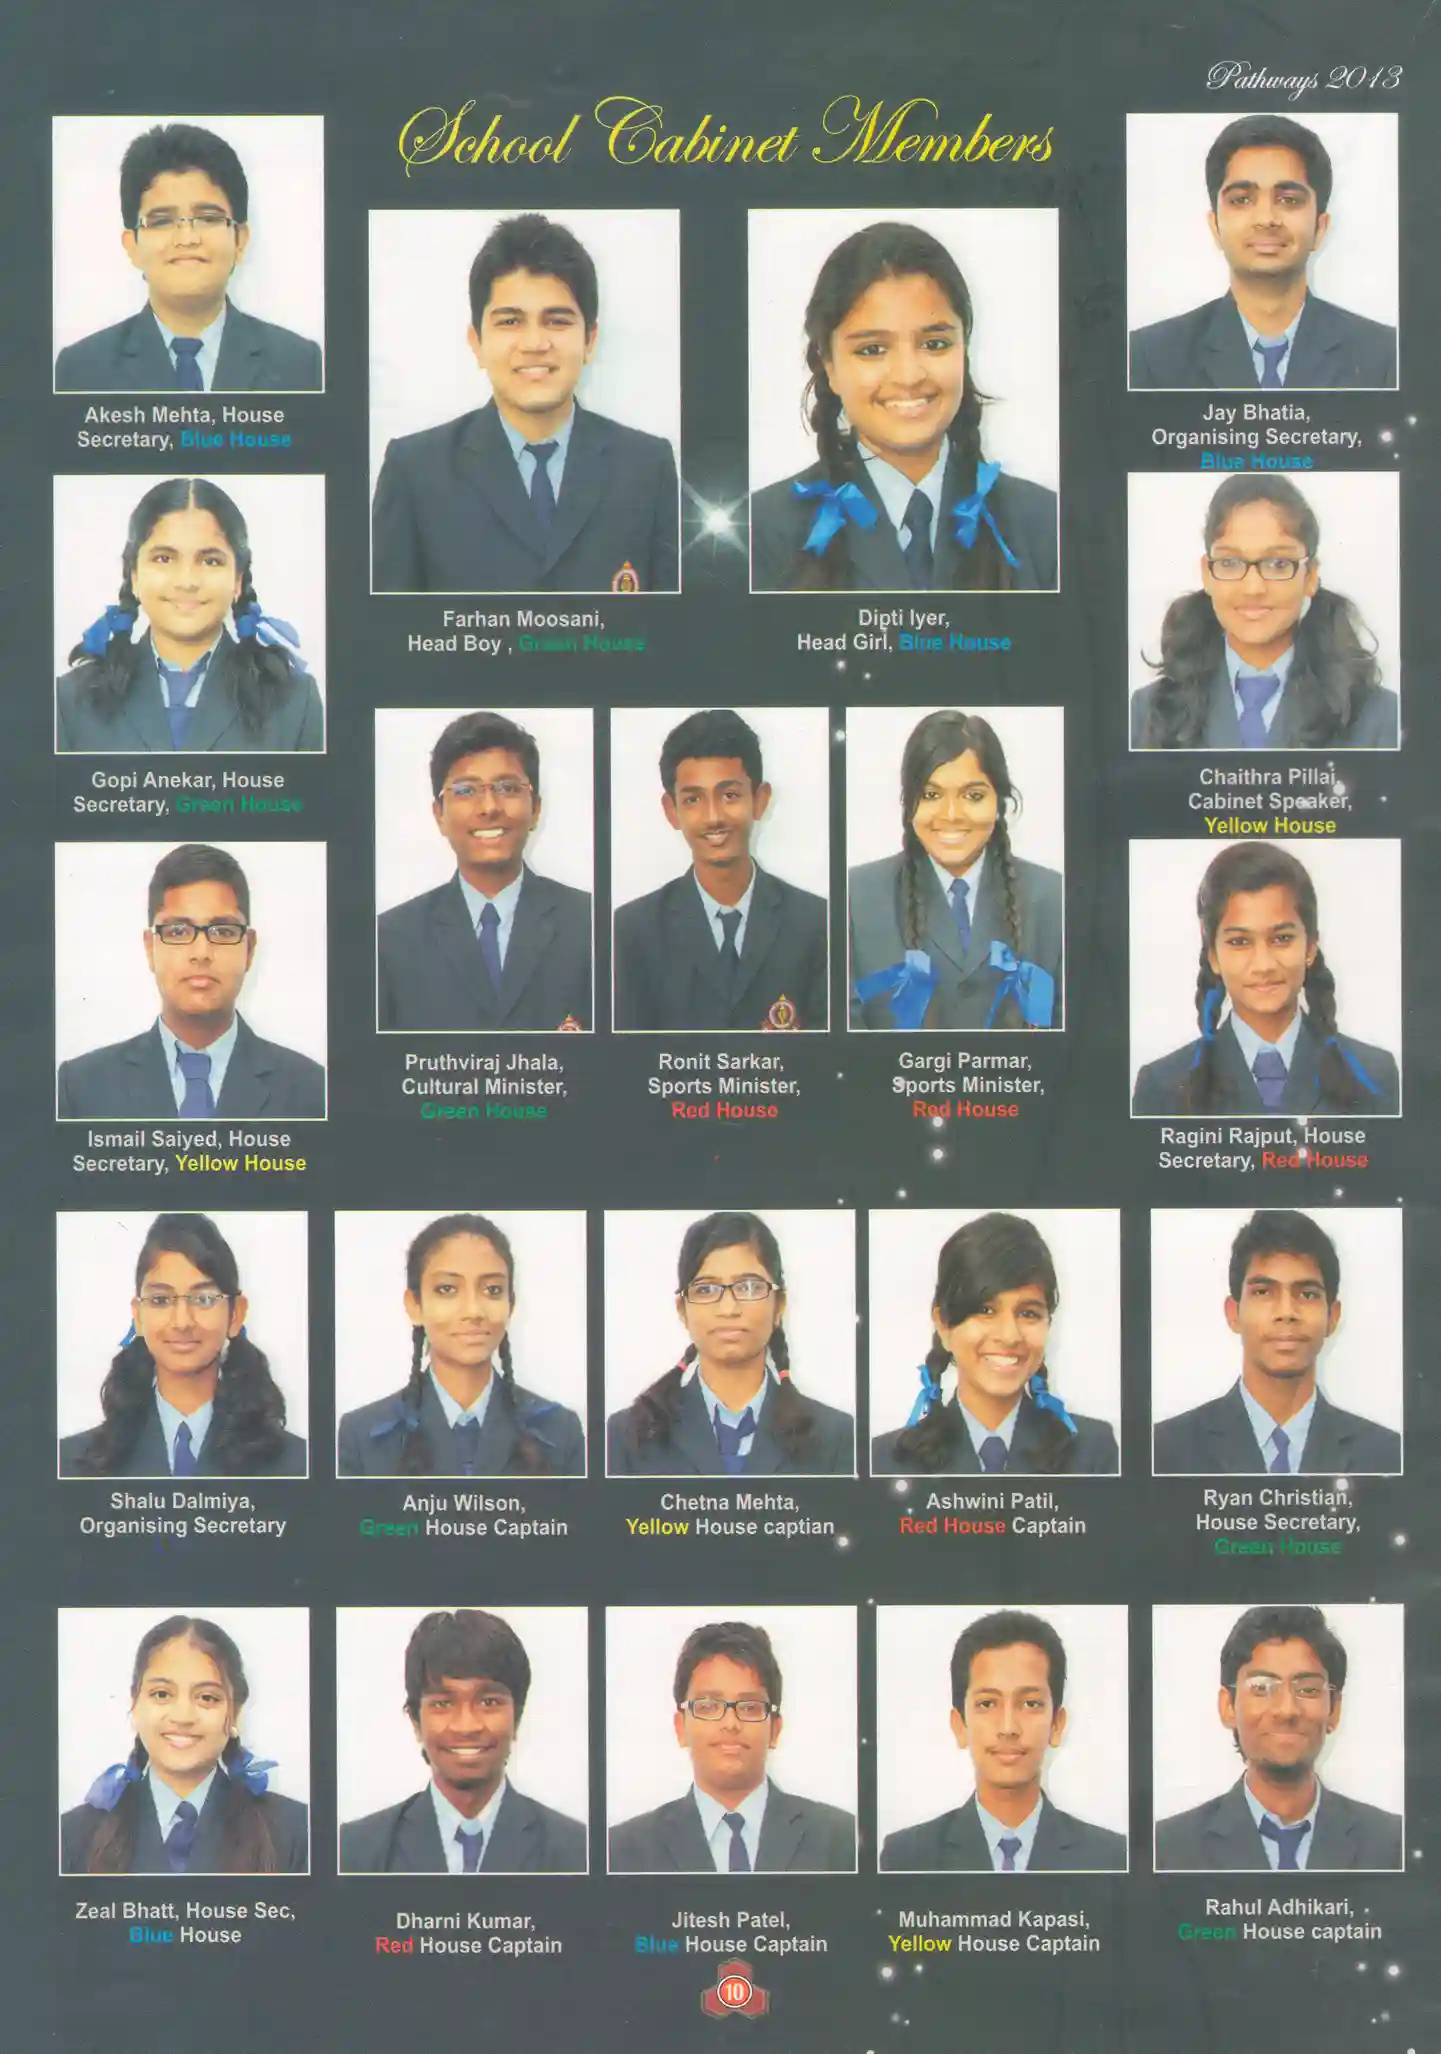 Pathways 2013
School Cabinet Members
Akesh Mehta, House
Secretary, Blue House
Farhan Moosani,
Head Boy , Green House
Dipti Iyer,
Head Girl, Blue House
Jay Bhatia,
Organising Secretary,
Blue House
Gopi Anekar, House
Secretary, Green House
Chaithra Pillai,
Cabinet Speaker,
Yellow House
Ismail Saiyed, House
Secretary, Yellow House
Pruthviraj Jhala,
Cultural Minister,
Green House
Ronit Sarkar,
Sports Minister,
Red House
Gargi Parmar,
Sports Minister,
Red House
Ragini Rajput, House
Secretary, Red House
Shalu Dalmiya,
Organising Secretary
Anju Wilson,
Green House Captain
Chetna Mehta,
Yellow House captian
Ashwini Patil,
Red House Captain
Ryan Christian,
House Secretary,
Green House
Zeal Bhatt, House Sec,
Blue House
Dharni Kumar,
Red House Captain
Jitesh Patel,
Blue House Captain
Muhammad Kapasi,
Yellow House Captain
Rahul Adhikari,
Green House captain
10